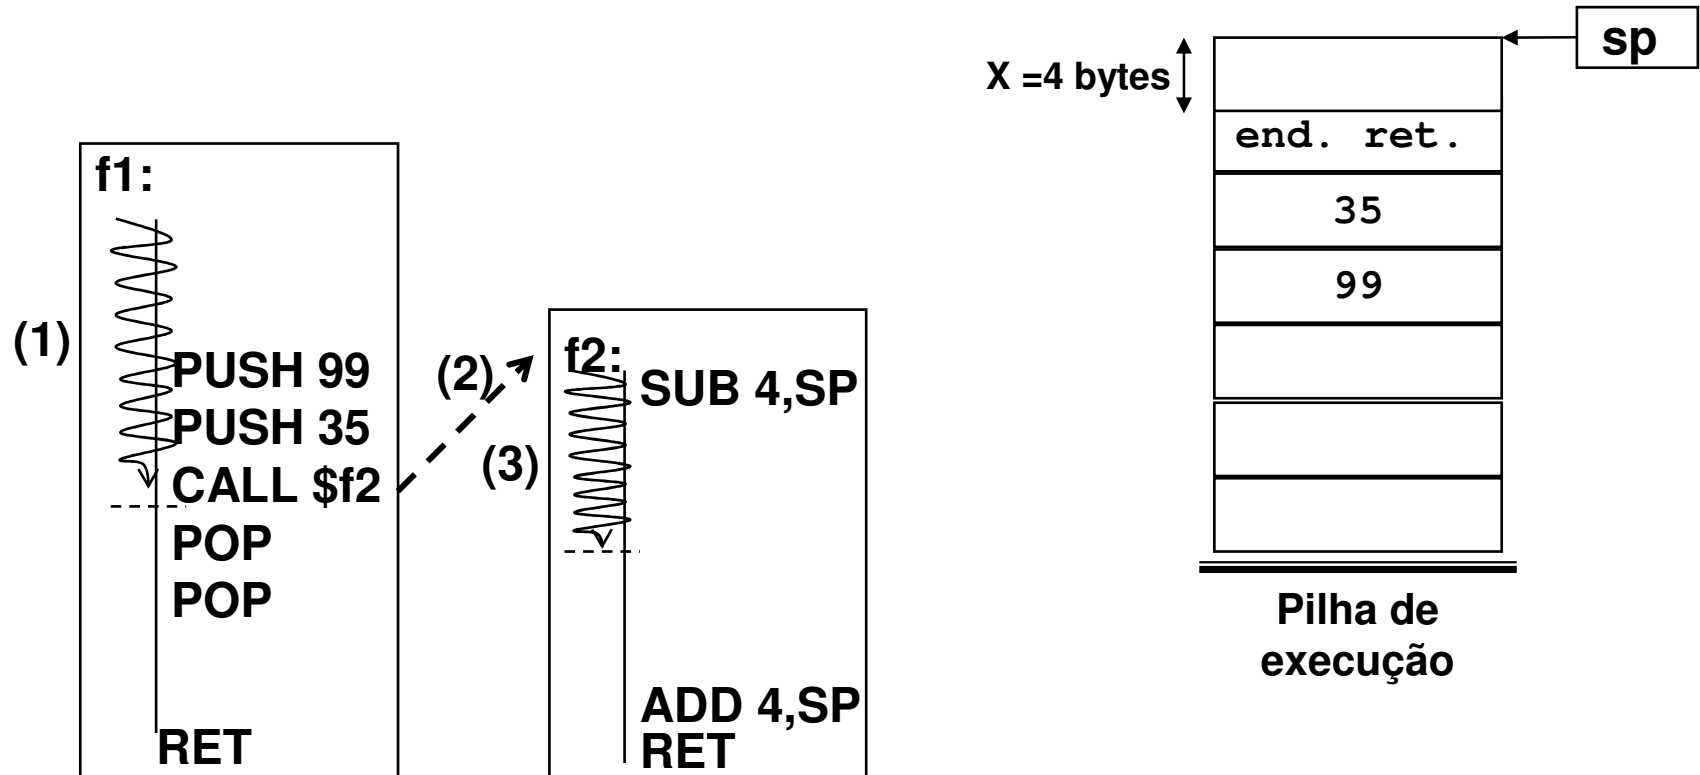 f1:
(1)
PUSH 99
PUSH 35
CALL $f2
POP
POP
RET
(2)
(3)
f2:
SUB 4,SP
ADD 4,SP
RET
sp
X =4 bytes
end. ret.
35
99
Pilha de
execução